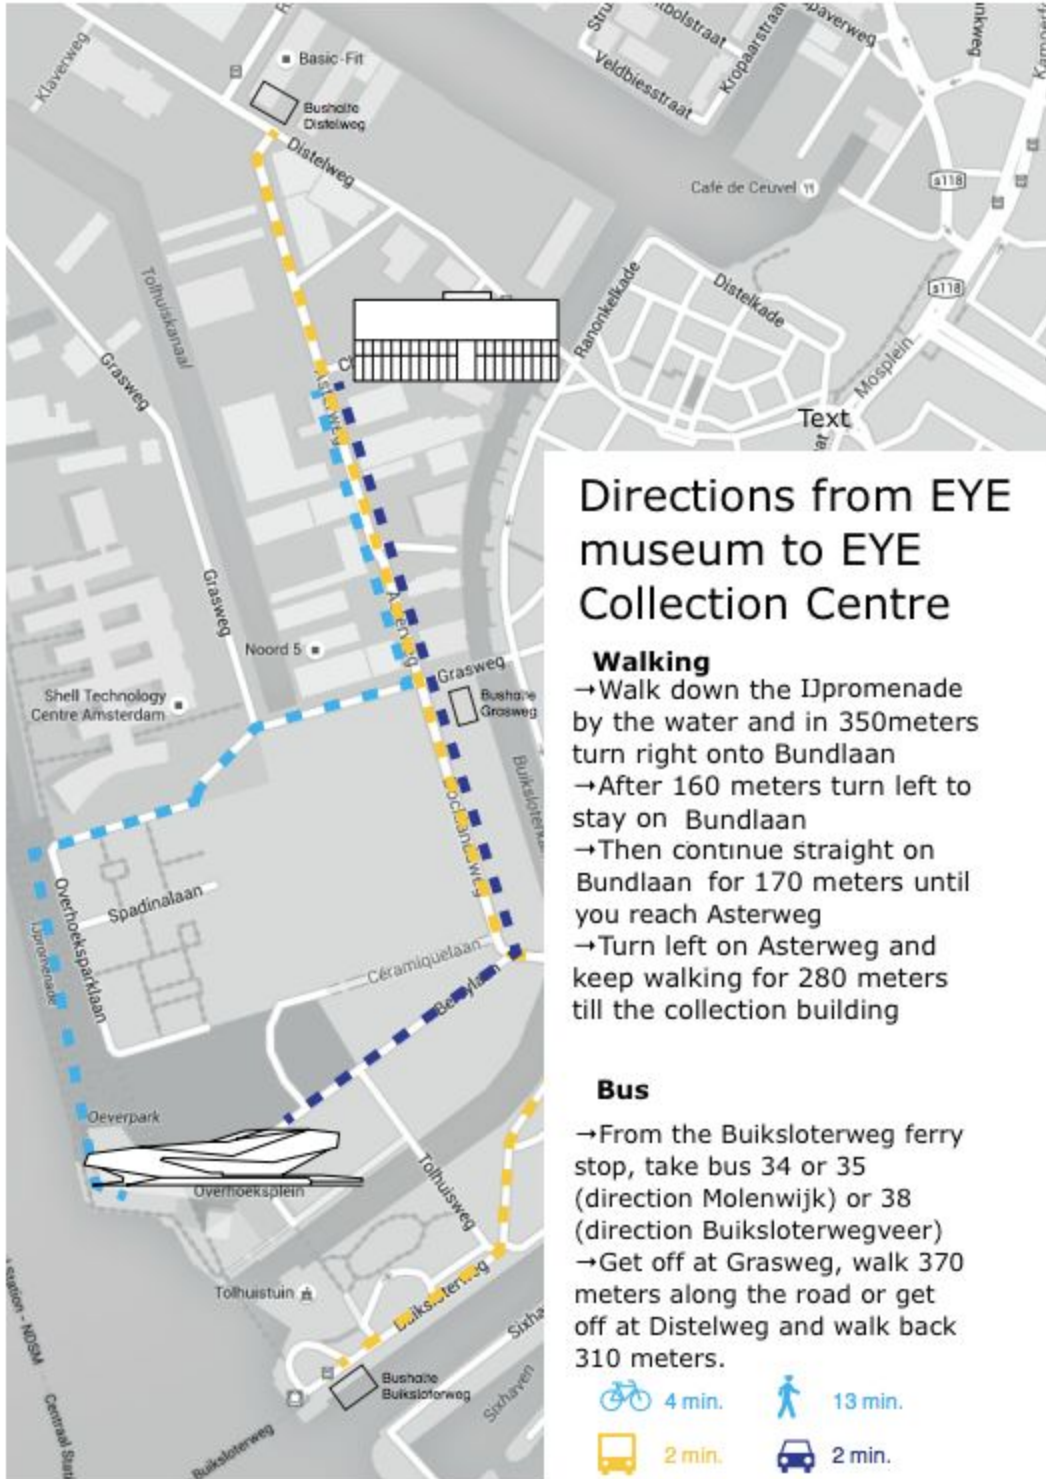 Klaverweg
Basic-Fit
Bushalte
Distelweg
Distelweg
Veldbiesstraat
Kropaarstraat
Café de Ceuvel
s118
s118
Tolhuiskanaal
Grasweg
Ranonkelkade
Distelkade
Mosplein
Text
Asterweg
Grasweg
Noord 5
Asterweg
Grasweg
Bushalte
Grasweg
Shell Technology
Centre Amsterdam
Overhoeksparklaan
Spadinalaan
IJpromenade
Céramiquelaan
Oeverpark
Overhoeksplein
Tolhuisweg
Tolhuistuin
Buiksloterweg
Bushalte
Buiksloterweg
Sixhaven
Buiksloterweg
Directions from EYE
museum to EYE
Collection Centre
Walking
→Walk down the IJpromenade
by the water and in 350meters
turn right onto Bundlaan
→After 160 meters turn left to
stay on Bundlaan
→Then continue straight on
Bundlaan for 170 meters until
you reach Asterweg
→Turn left on Asterweg and
keep walking for 280 meters
till the collection building
Bus
→From the Buiksloterweg ferry
stop, take bus 34 or 35
(direction Molenwijk) or 38
(direction Buiksloterwegveer)
→Get off at Grasweg, walk 370
meters along the road or get
off at Distelweg and walk back
310 meters.
4 min. 13 min.
2 min. 2 min.